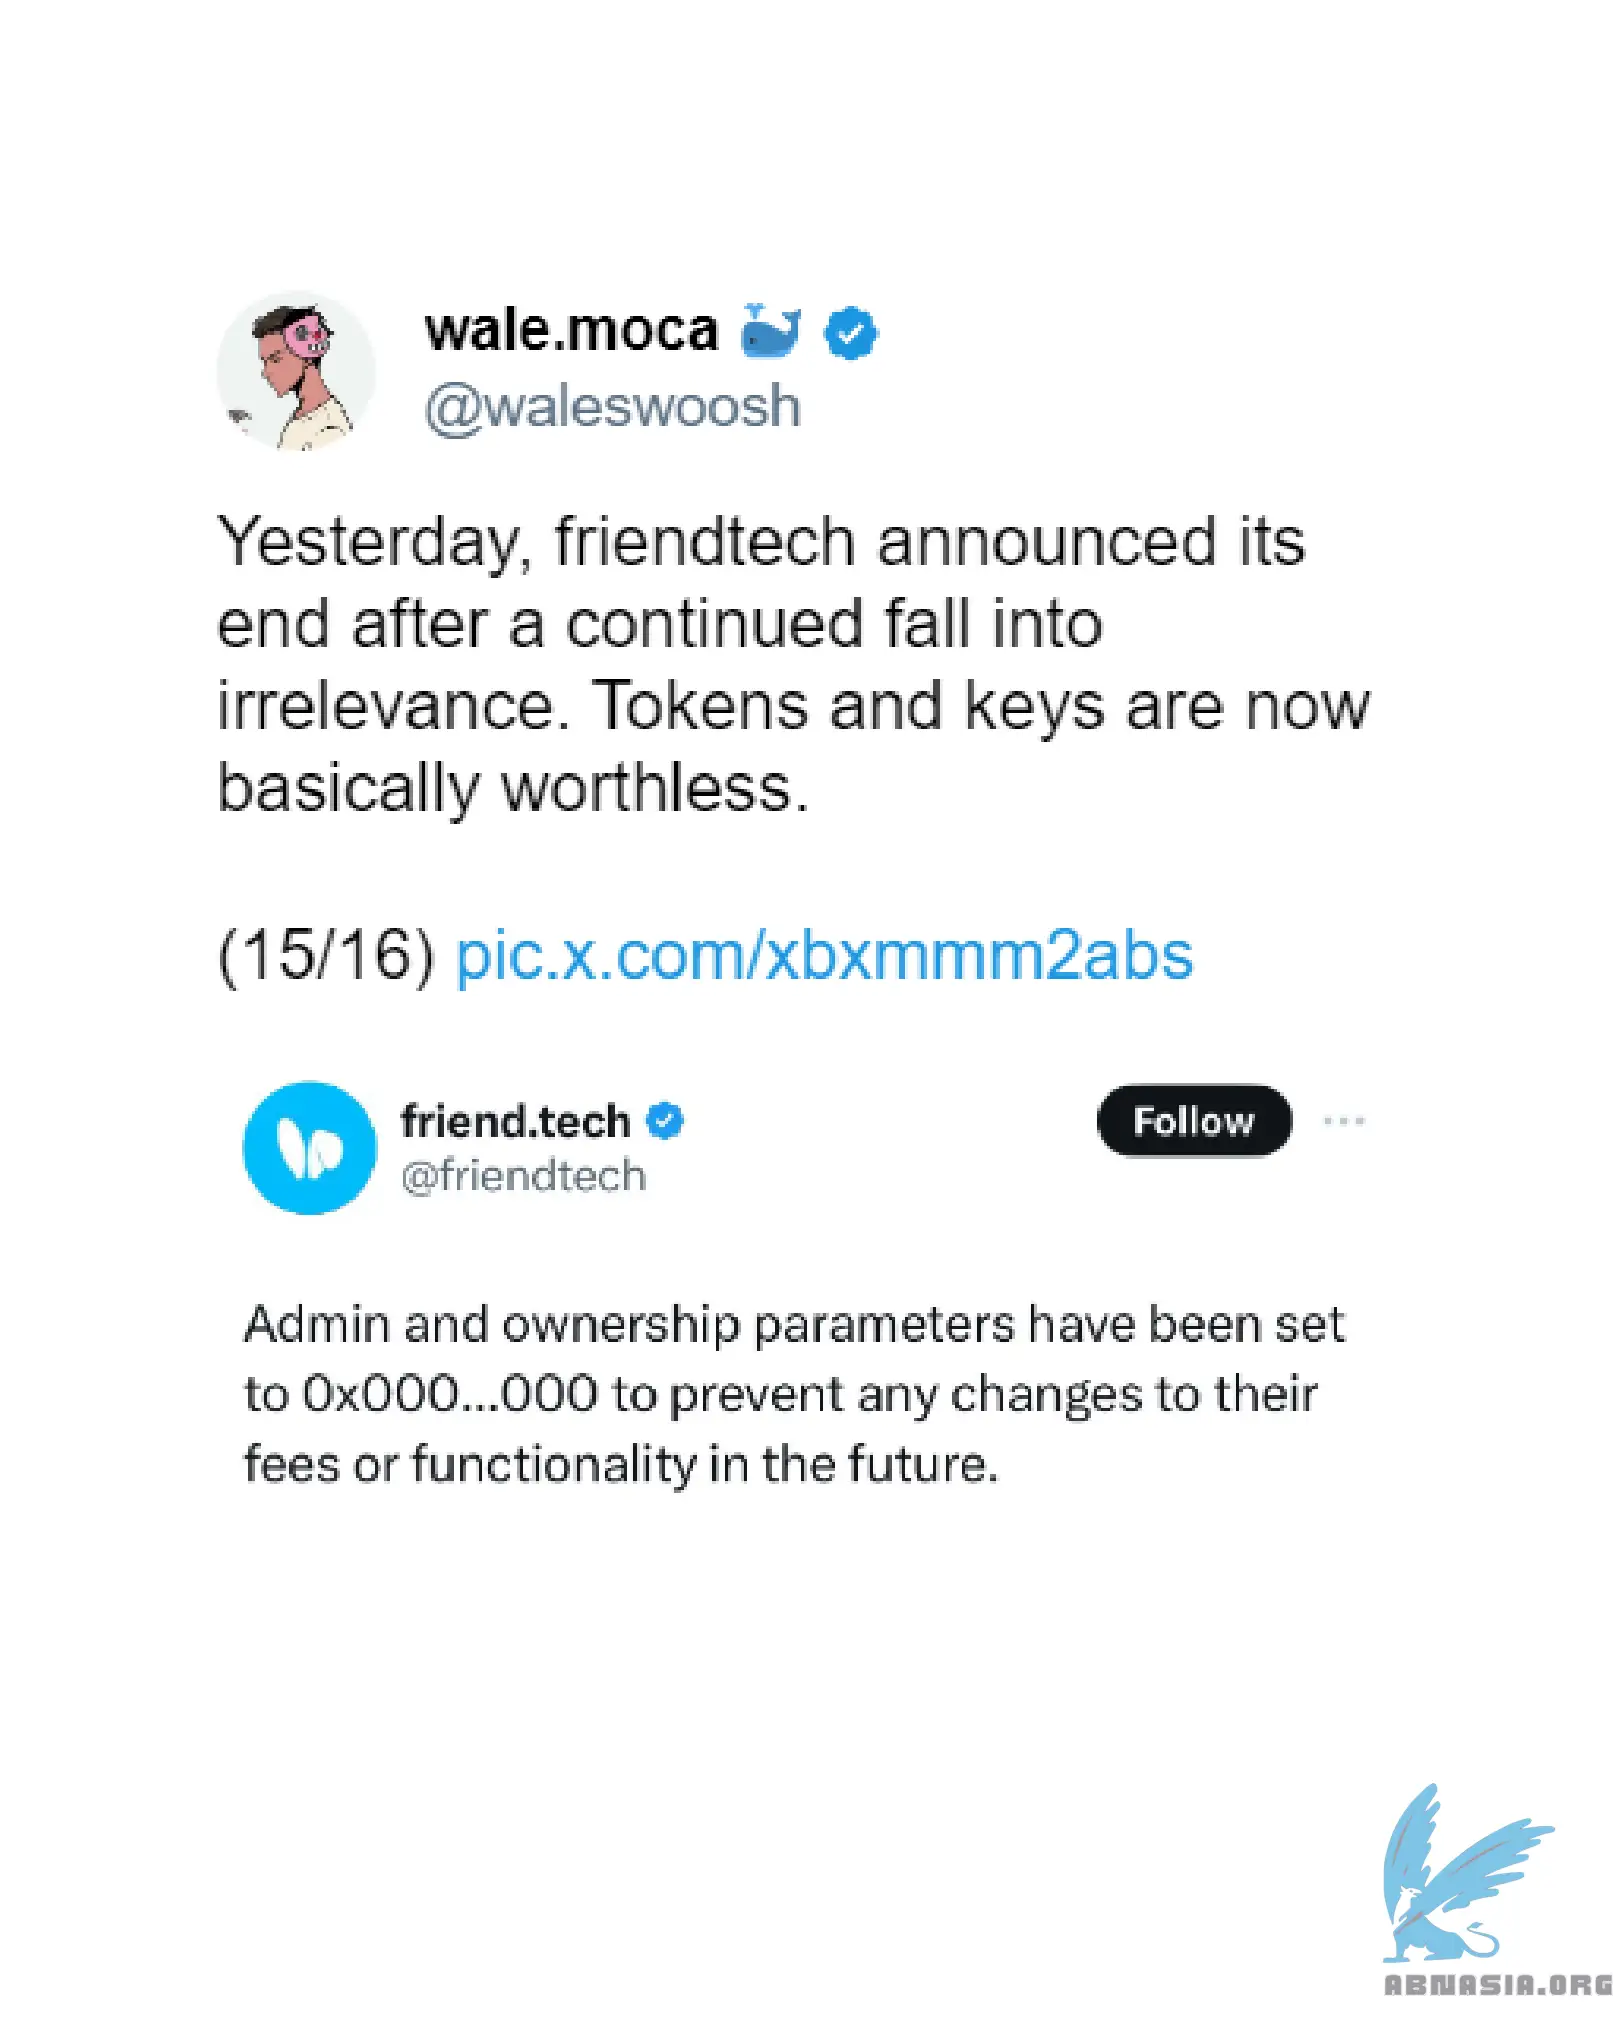 wale.moca 🐳
@waleswoosh
Yesterday, friendtech announced its
end after a continued fall into
irrelevance. Tokens and keys are now
basically worthless.
(15/16) pic.x.com/xbxmmm2abs
friend.tech
@friendtech
Follow
Admin and ownership parameters have been set
to 0x000...000 to prevent any changes to their
fees or functionality in the future.
ABNASIA.ORG